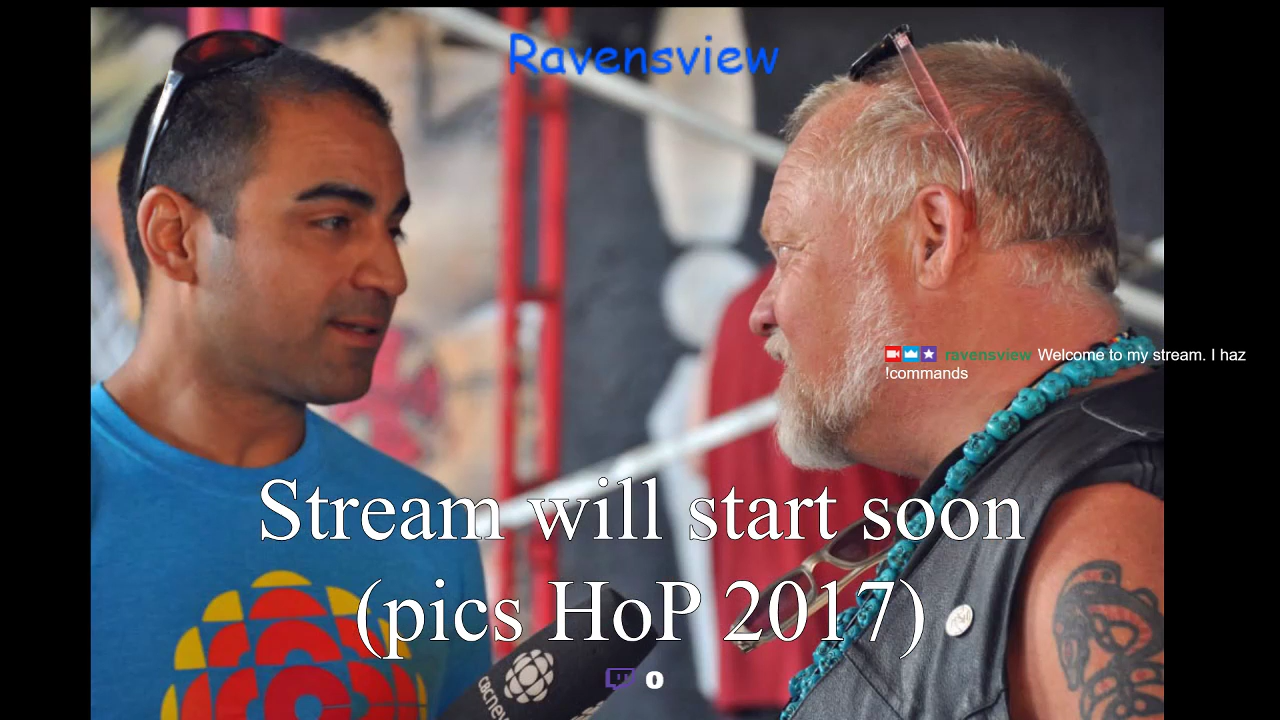 Ravensview
ravensview Welcome to my stream. I haz
!commands
Stream will start soon
(pics HoP 2017)
0